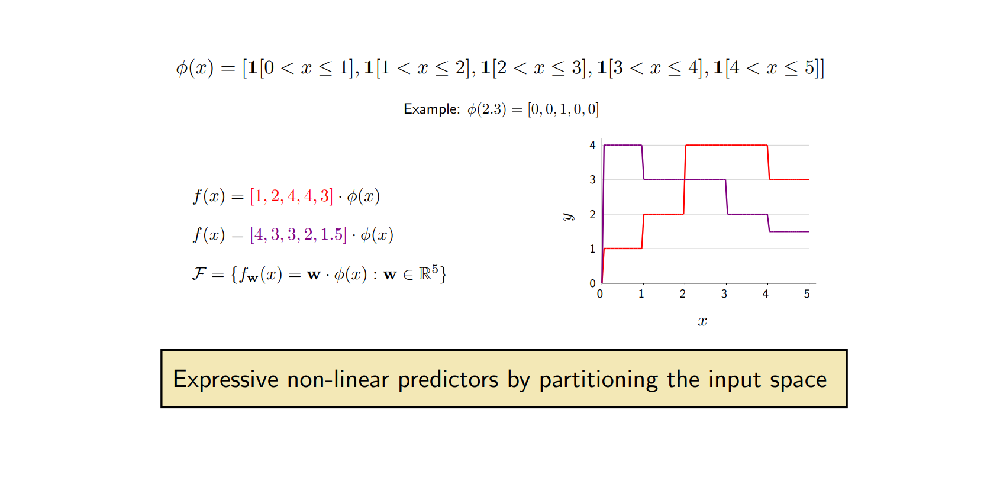 ϕ(x) = [𝟏[0 < x ≤ 1], 𝟏[1 < x ≤ 2], 𝟏[2 < x ≤ 3], 𝟏[3 < x ≤ 4], 𝟏[4 < x ≤ 5]]
Example: ϕ(2.3) = [0, 0, 1, 0, 0]
f(x) = [1, 2, 4, 4, 3] · ϕ(x)
f(x) = [4, 3, 3, 2, 1.5] · ϕ(x)
ℱ = {f_𝐰(x) = 𝐰 · ϕ(x) : 𝐰 ∈ ℝ⁵}
4
3
2
1
0
y
0 1 2 3 4 5
x
Expressive non-linear predictors by partitioning the input space